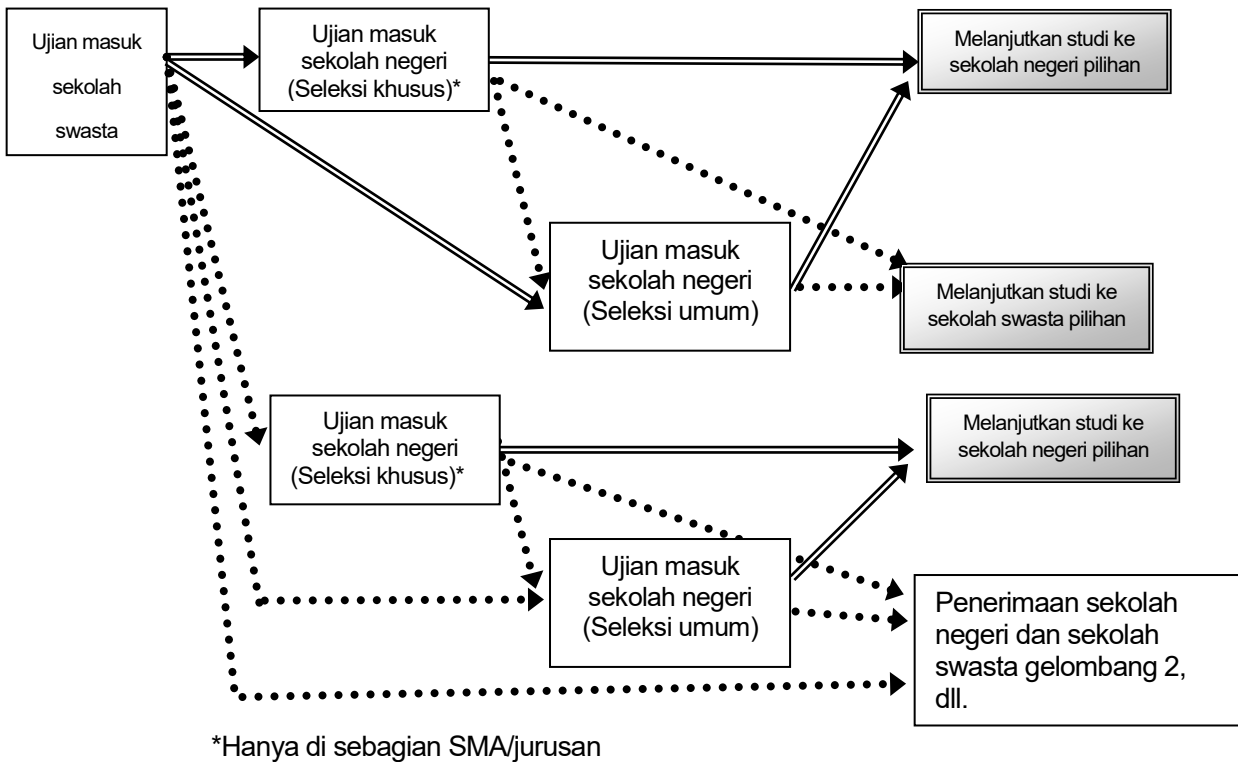 Ujian masuk
sekolah
swasta
Ujian masuk
sekolah negeri
(Seleksi khusus)*
Melanjutkan studi ke
sekolah negeri pilihan
Ujian masuk
sekolah negeri
(Seleksi umum)
Melanjutkan studi ke
sekolah swasta pilihan
Ujian masuk
sekolah negeri
(Seleksi khusus)*
Melanjutkan studi ke
sekolah negeri pilihan
Ujian masuk
sekolah negeri
(Seleksi umum)
Penerimaan sekolah
negeri dan sekolah
swasta gelombang 2,
dll.
*Hanya di sebagian SMA/jurusan